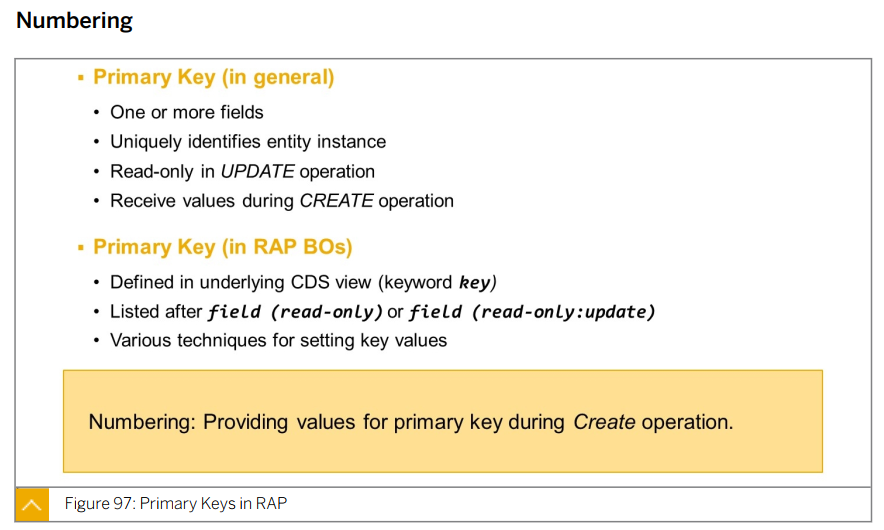 Numbering
▪ Primary Key (in general)
• One or more fields
• Uniquely identifies entity instance
• Read-only in UPDATE operation
• Receive values during CREATE operation
▪ Primary Key (in RAP BOs)
• Defined in underlying CDS view (keyword key)
• Listed after field (read-only) or field (read-only:update)
• Various techniques for setting key values
Numbering: Providing values for primary key during Create operation.
Figure 97: Primary Keys in RAP